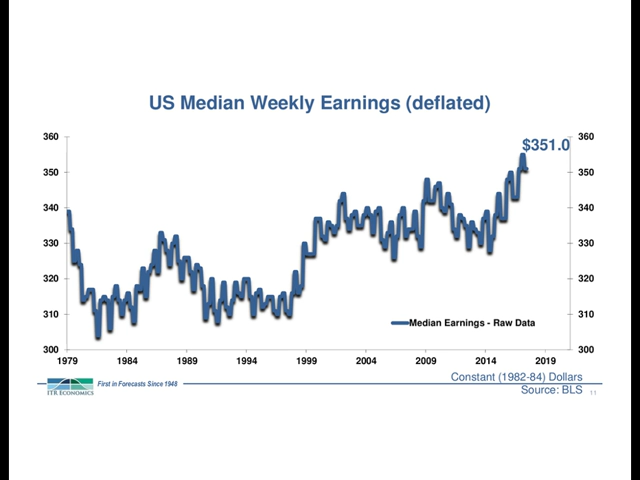 US Median Weekly Earnings (deflated)
360 360
$351.0
350 350
340 340
330 330
320 320
310 310
Median Earnings - Raw Data
300 300
1979 1984 1989 1994 1999 2004 2009 2014 2019
Constant (1982-84) Dollars
First in Forecasts Since 1948
Source: BLS
ITR ECONOMICS
11